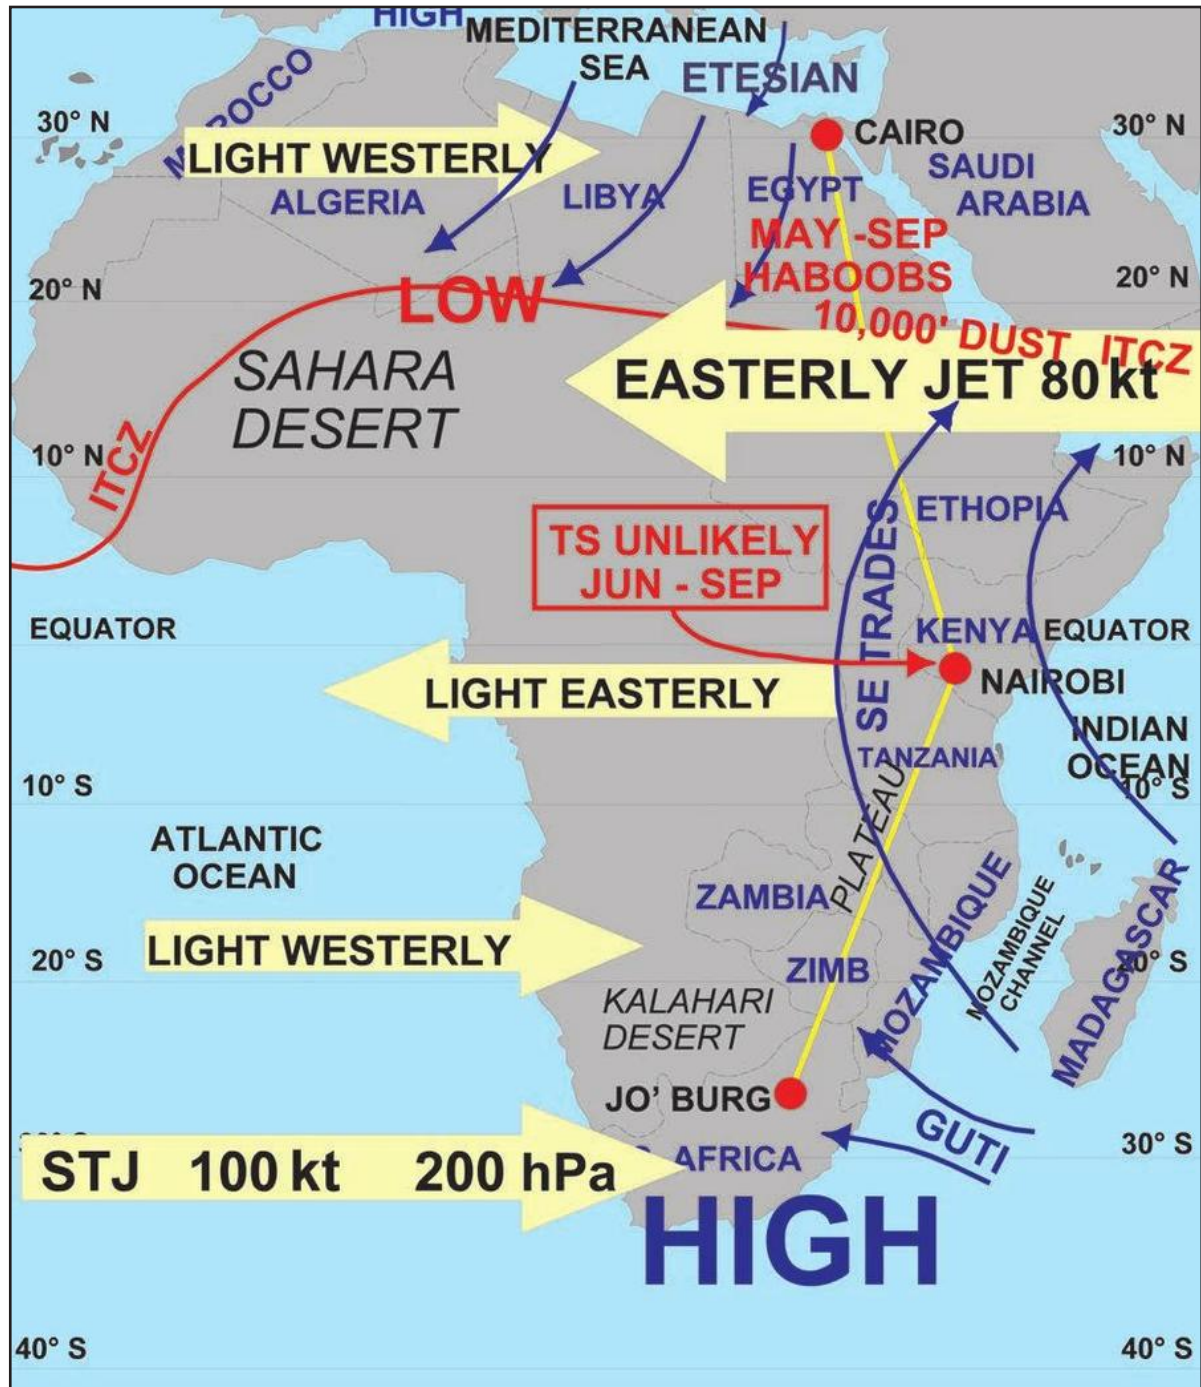 HIGH
MEDITERRANEAN
SEA
ETESIAN
MOROCCO
30° N
30° N
CAIRO
LIGHT WESTERLY
SAUDI
ARABIA
ALGERIA
LIBYA
EGYPT
MAY -SEP
HABOOBS
20° N
20° N
LOW
10,000' DUST ITCZ
SAHARA
DESERT
EASTERLY JET 80 kt
ITCZ
10° N
10° N
ETHOPIA
TS UNLIKELY
JUN - SEP
SE TRADES
EQUATOR
KENYA
EQUATOR
NAIROBI
LIGHT EASTERLY
INDIAN
OCEAN
TANZANIA
10° S
10° S
PLATEAU
ATLANTIC
OCEAN
ZAMBIA
MOZAMBIQUE
MOZAMBIQUE
CHANNEL
MADAGASCAR
LIGHT WESTERLY
20° S
20° S
ZIMB
KALAHARI
DESERT
JO' BURG
GUTI
30° S
S. AFRICA
STJ 100 kt 200 hPa
HIGH
40° S
40° S